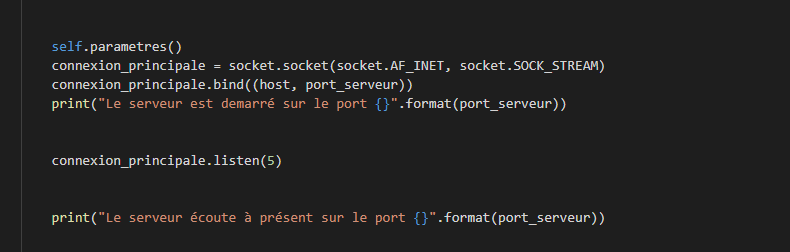 self.parametres()
connexion_principale = socket.socket(socket.AF_INET, socket.SOCK_STREAM)
connexion_principale.bind((host, port_serveur))
print("Le serveur est demarré sur le port {}".format(port_serveur))
connexion_principale.listen(5)
print("Le serveur écoute à présent sur le port {}".format(port_serveur))